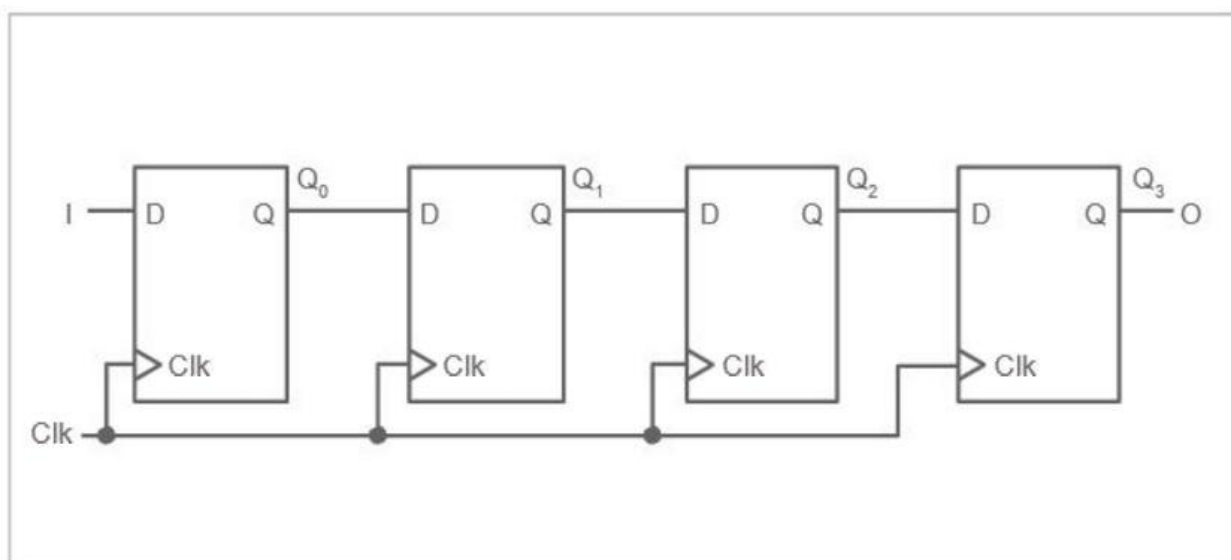 Q₀ Q₁ Q₂ Q₃
I D Q D Q D Q D Q O
Clk Clk Clk Clk
Clk